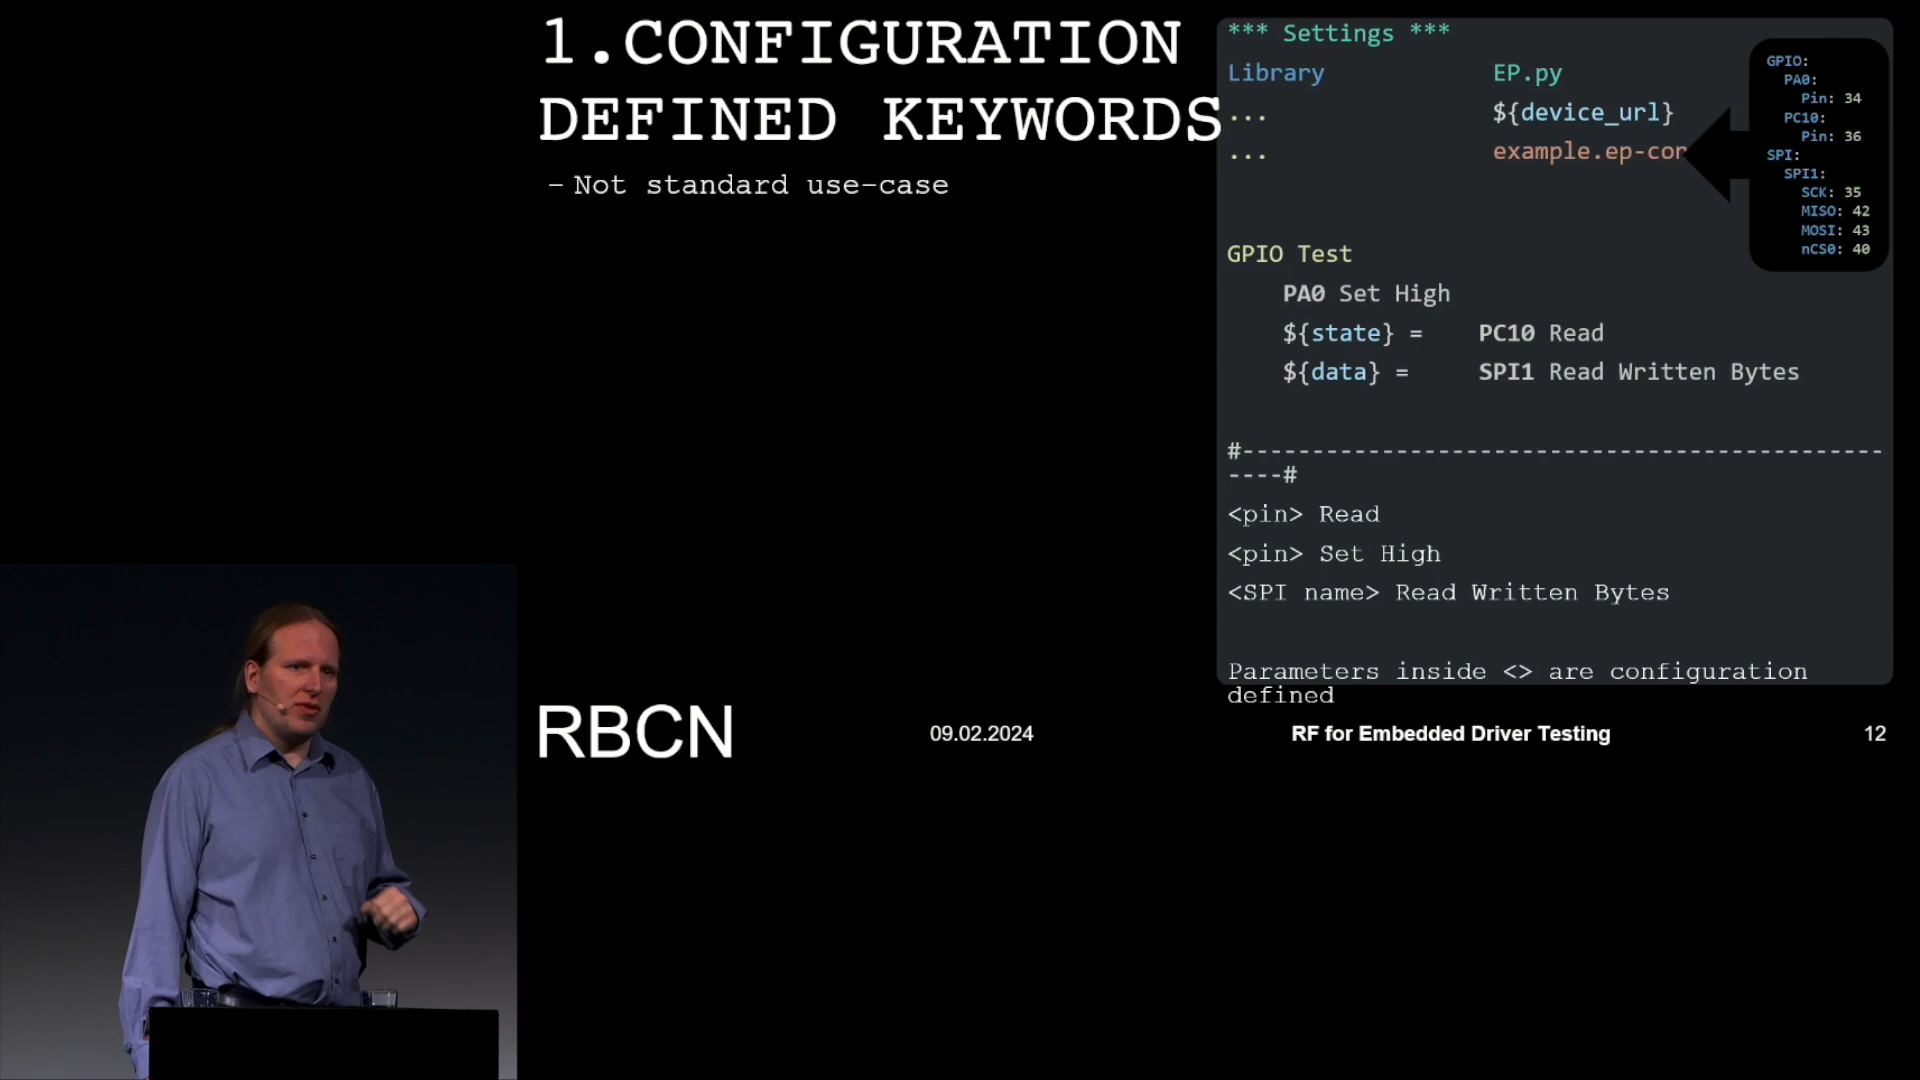 1.CONFIGURATION
DEFINED KEYWORDS
– Not standard use-case
*** Settings ***
Library EP.py
... ${device_url}
...
GPIO:
PA0:
Pin: 34
PC10:
Pin: 36
SPI:
SPI1:
SCK: 35
MISO: 42
MOSI: 43
nCS0: 40
GPIO Test
PA0 Set High
${state} = PC10 Read
${data} = SPI1 Read Written Bytes
#----------------------------------------------
----#
<pin> Read
<pin> Set High
<SPI name> Read Written Bytes
Parameters inside <> are configuration
defined
RBCN 09.02.2024 RF for Embedded Driver Testing 12